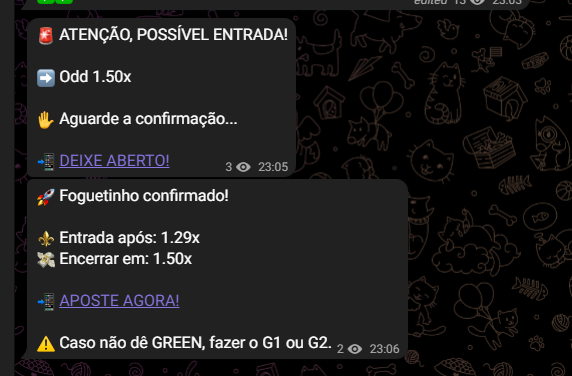 edited 13 23:03
🚨 ATENÇÃO, POSSÍVEL ENTRADA!
➡️ Odd 1.50x
✋ Aguarde a confirmação...
📲 DEIXE ABERTO!
3 23:05
🚀 Foguetinho confirmado!
⚜️ Entrada após: 1.29x
💸 Encerrar em: 1.50x
📲 APOSTE AGORA!
⚠️ Caso não dê GREEN, fazer o G1 ou G2. 2 23:06